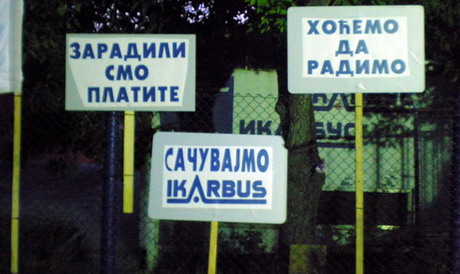 ЗАРАДИЛИ
СМО
ПЛАТИТЕ
ХОЋЕМО
ДА
РАДИМО
САЧУВАЈМО
IKARBUS